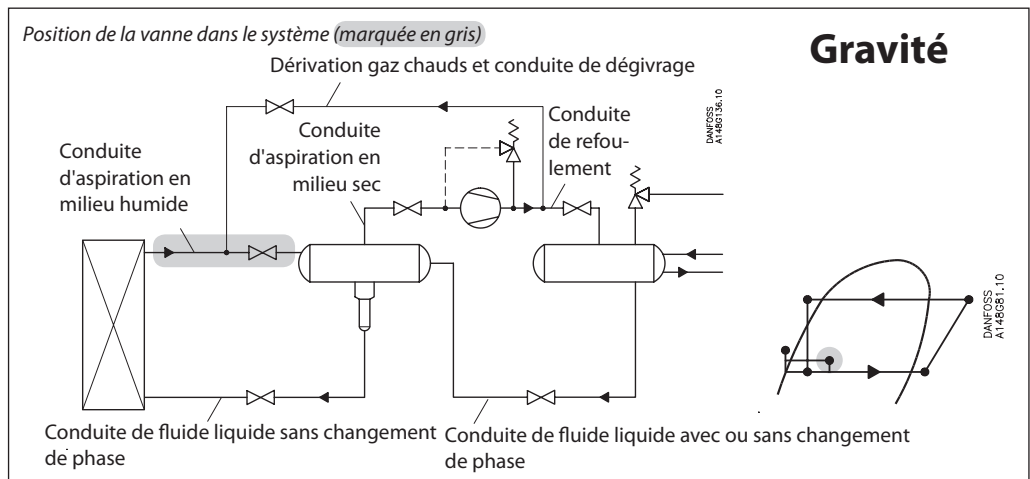 Position de la vanne dans le système (marquée en gris)
Gravité
Dérivation gaz chauds et conduite de dégivrage
DANFOSS
A148G136.10
Conduite
d'aspiration en
milieu humide
Conduite
d'aspiration en
milieu sec
Conduite
de refou-
lement
DANFOSS
A148G81.10
Conduite de fluide liquide sans changement
de phase
Conduite de fluide liquide avec ou sans changement
de phase